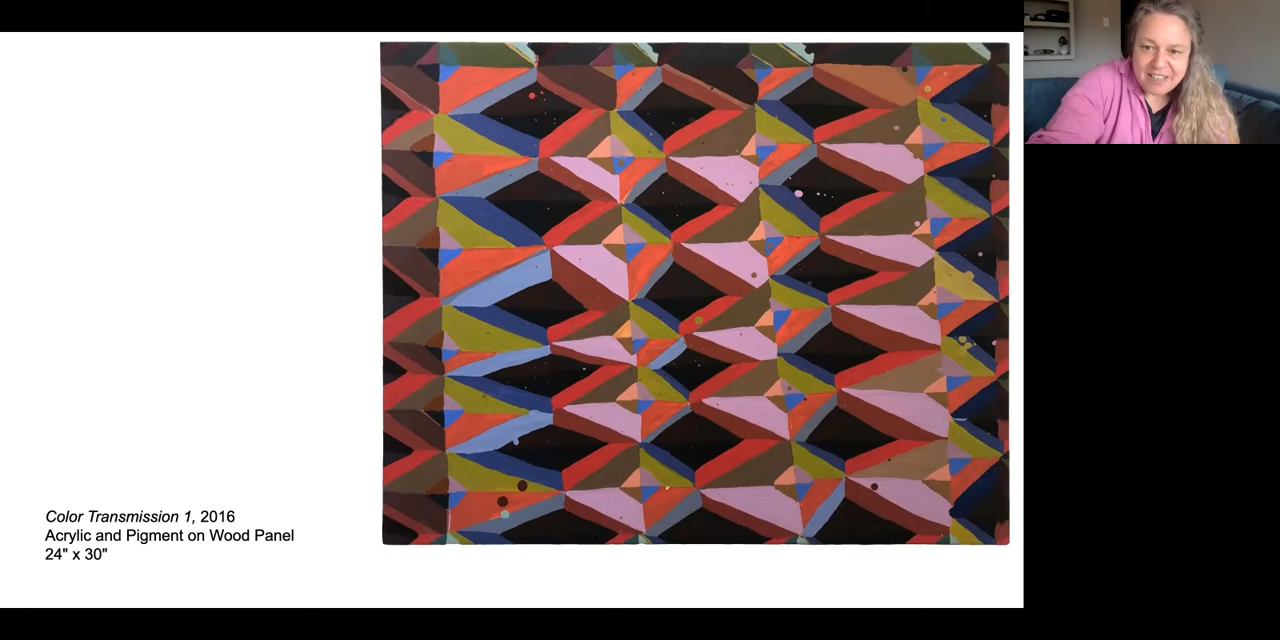 Color Transmission 1, 2016
Acrylic and Pigment on Wood Panel
24" x 30"